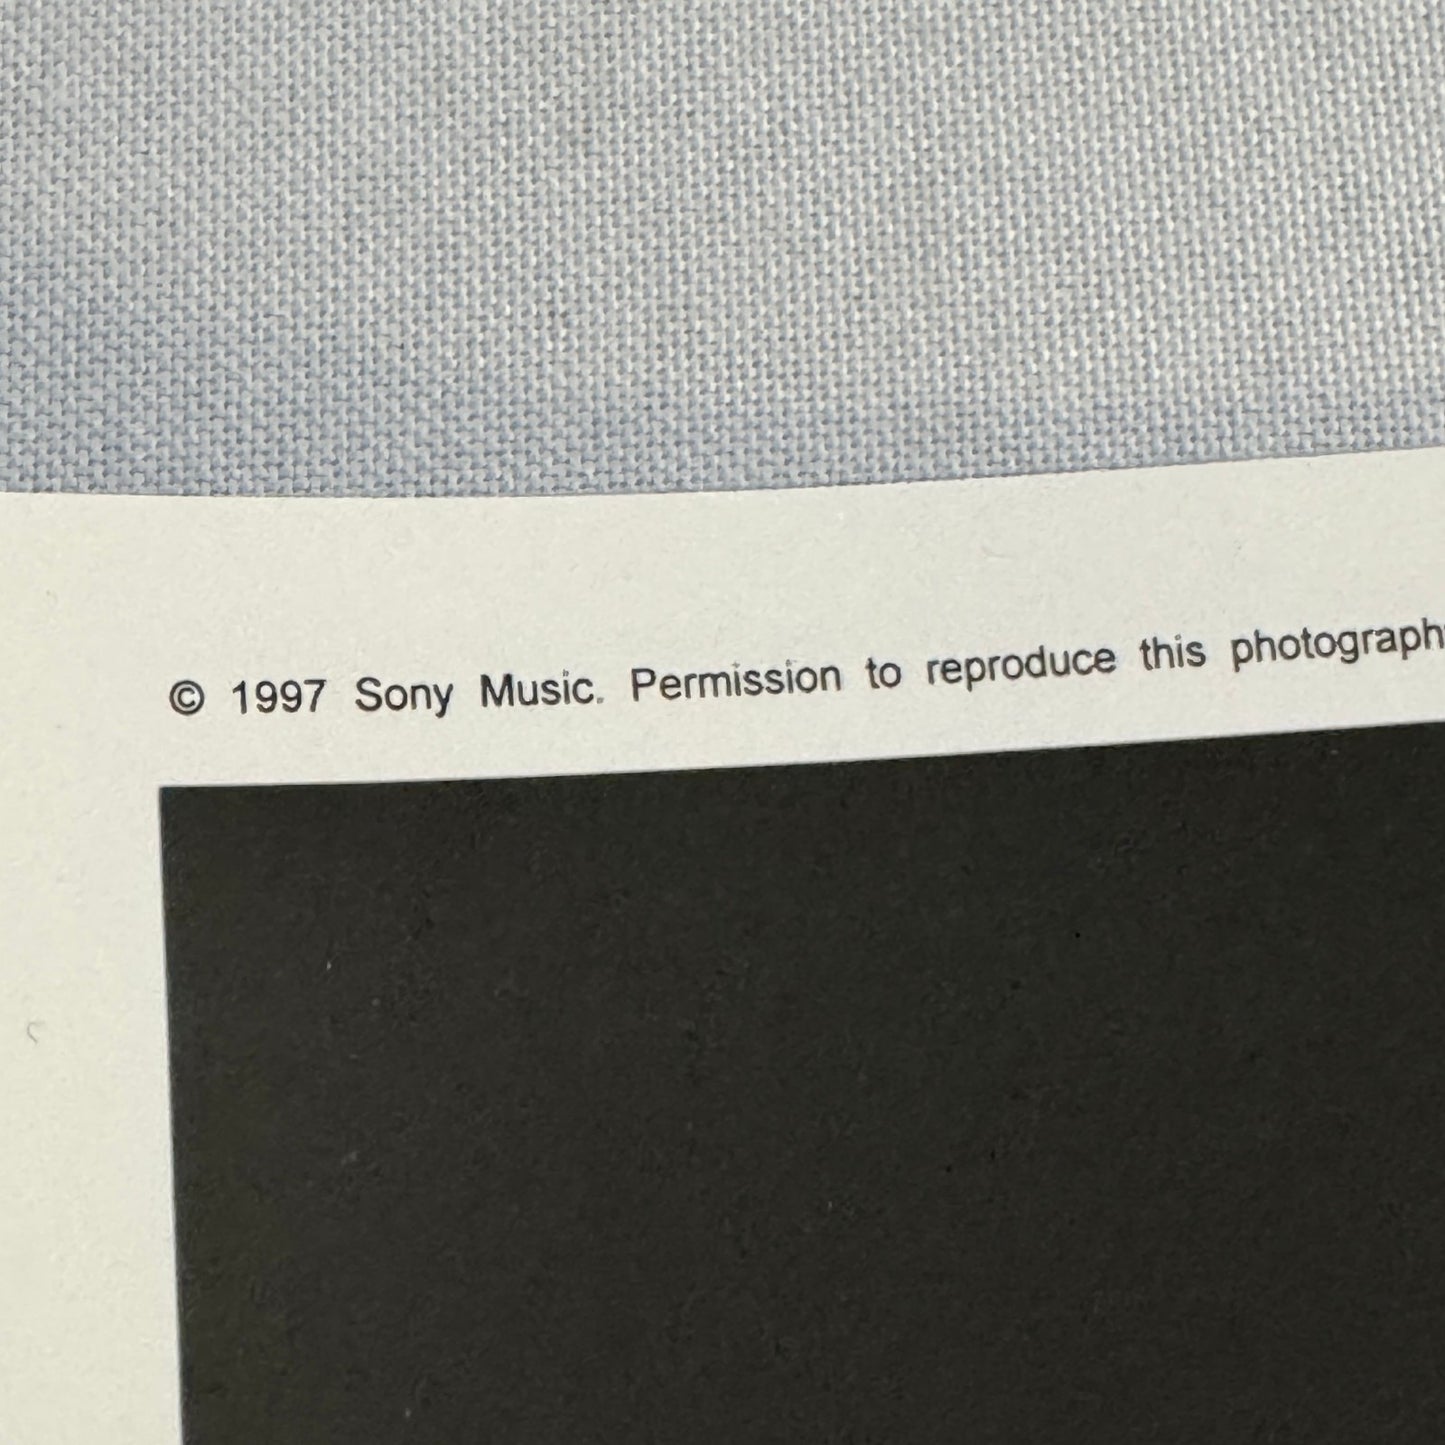 © 1997 Sony Music. Permission to reproduce this photograph